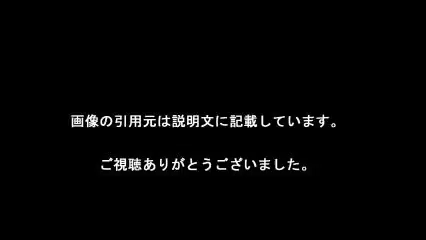 画像の引用元は説明文に記載しています。
ご視聴ありがとうございました。